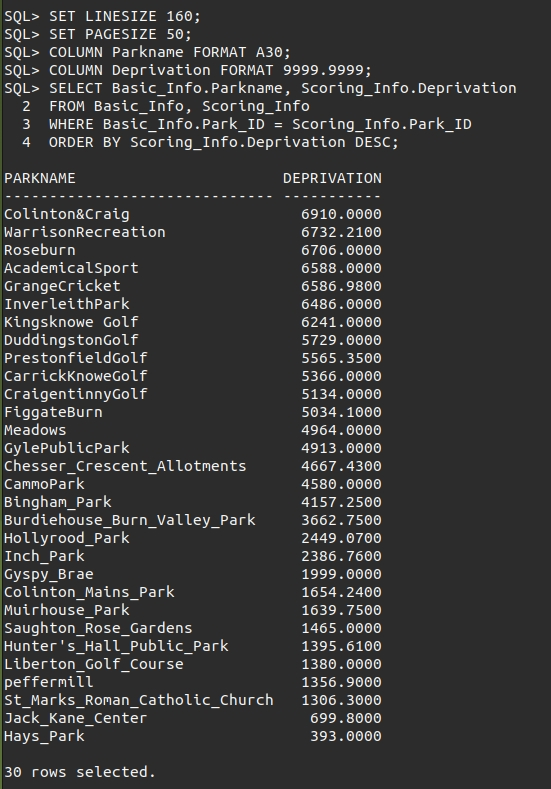 SQL> SET LINESIZE 160;
SQL> SET PAGESIZE 50;
SQL> COLUMN Parkname FORMAT A30;
SQL> COLUMN Deprivation FORMAT 9999.9999;
SQL> SELECT Basic_Info.Parkname, Scoring_Info.Deprivation
  2  FROM Basic_Info, Scoring_Info
  3  WHERE Basic_Info.Park_ID = Scoring_Info.Park_ID
  4  ORDER BY Scoring_Info.Deprivation DESC;

PARKNAME                       DEPRIVATION
------------------------------ -----------
Colinton&Craig                   6910.0000
WarrisonRecreation               6732.2100
Roseburn                         6706.0000
AcademicalSport                  6588.0000
GrangeCricket                    6586.9800
InverleithPark                   6486.0000
Kingsknowe Golf                  6241.0000
DuddingstonGolf                  5729.0000
PrestonfieldGolf                 5565.3500
CarrickKnoweGolf                 5366.0000
CraigentinnyGolf                 5134.0000
FiggateBurn                      5034.1000
Meadows                          4964.0000
GylePublicPark                   4913.0000
Chesser_Crescent_Allotments      4667.4300
CammoPark                        4580.0000
Bingham_Park                     4157.2500
Burdiehouse_Burn_Valley_Park     3662.7500
Hollyrood_Park                   2449.0700
Inch_Park                        2386.7600
Gyspy_Brae                       1999.0000
Colinton_Mains_Park              1654.2400
Muirhouse_Park                   1639.7500
Saughton_Rose_Gardens            1465.0000
Hunter's_Hall_Public_Park        1395.6100
Liberton_Golf_Course             1380.0000
peffermill                       1356.9000
St_Marks_Roman_Catholic_Church   1306.3000
Jack_Kane_Center                  699.8000
Hays_Park                         393.0000

30 rows selected.